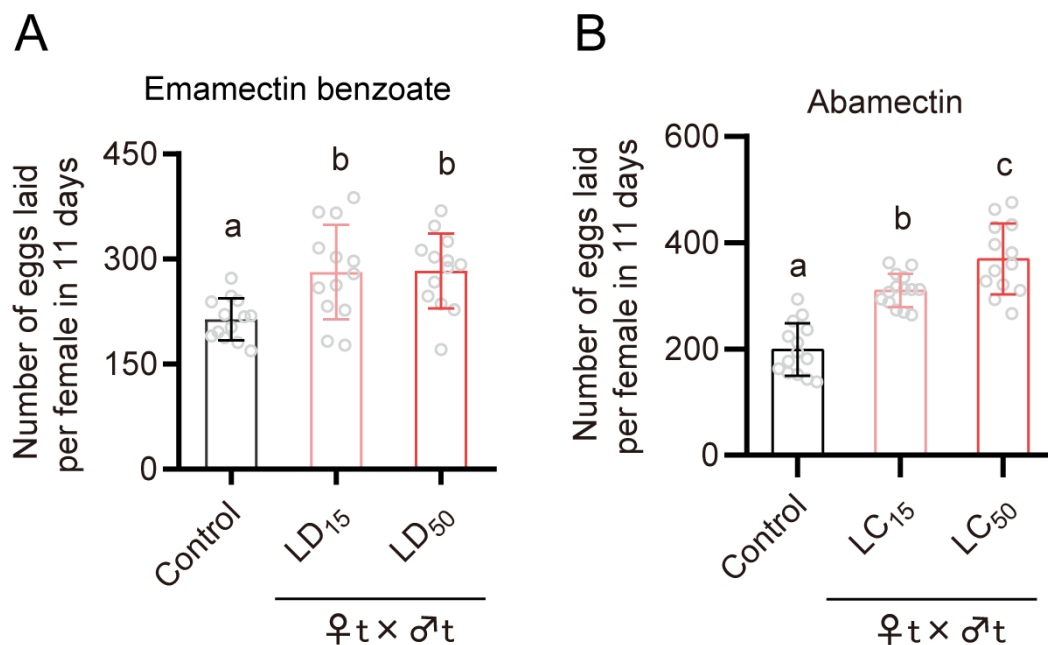 A
Emamectin benzoate
Number of eggs laid
per female in 11 days
450
300
150
0
a
b
b
Control
LD₁₅
LD₅₀
♀t × ♂t
B
Abamectin
Number of eggs laid
per female in 11 days
600
400
200
0
a
b
c
Control
LC₁₅
LC₅₀
♀t × ♂t